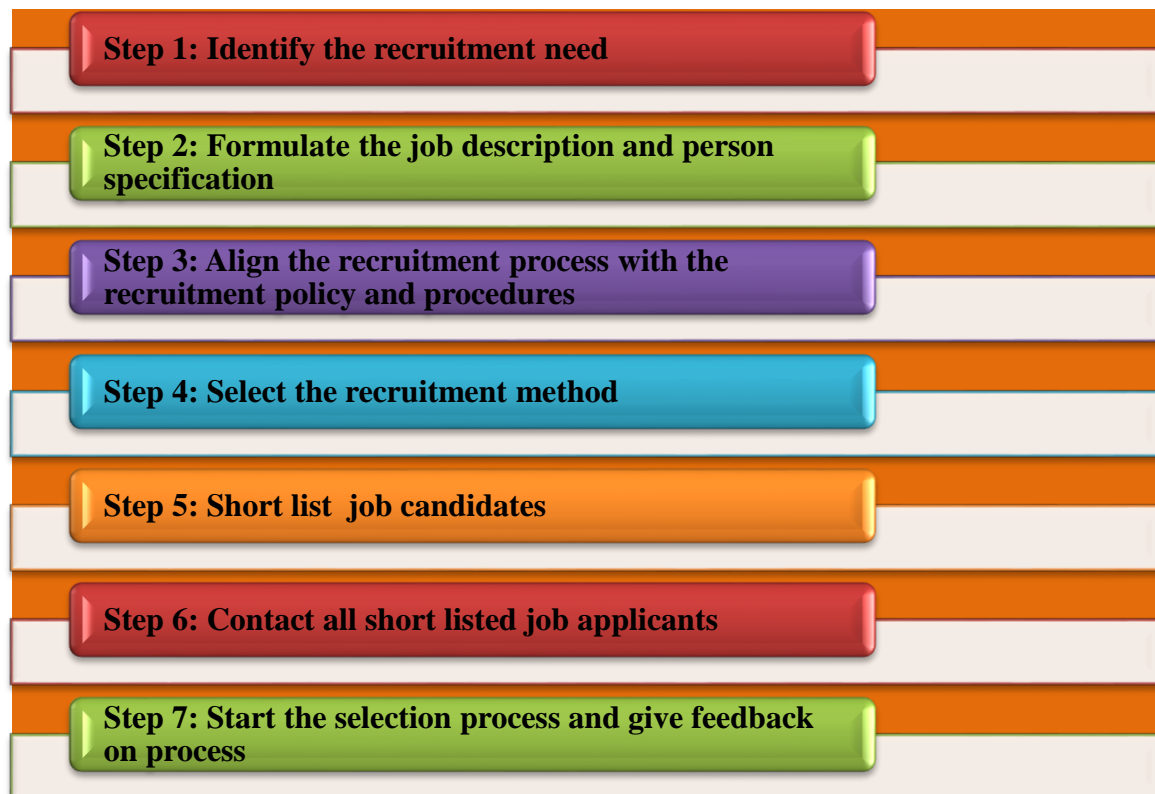 Step 1: Identify the recruitment need
Step 2: Formulate the job description and person
specification
Step 3: Align the recruitment process with the
recruitment policy and procedures
Step 4: Select the recruitment method
Step 5: Short list  job candidates
Step 6: Contact all short listed job applicants
Step 7: Start the selection process and give feedback
on process